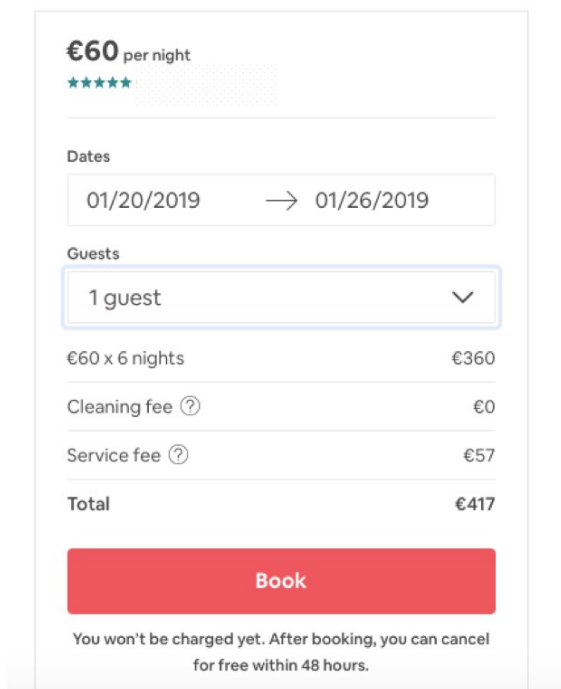 €60 per night
Dates
01/20/2019 → 01/26/2019
Guests
1 guest
€60 x 6 nights €360
Cleaning fee ? €0
Service fee ? €57
Total €417
Book
You won't be charged yet. After booking, you can cancel
for free within 48 hours.